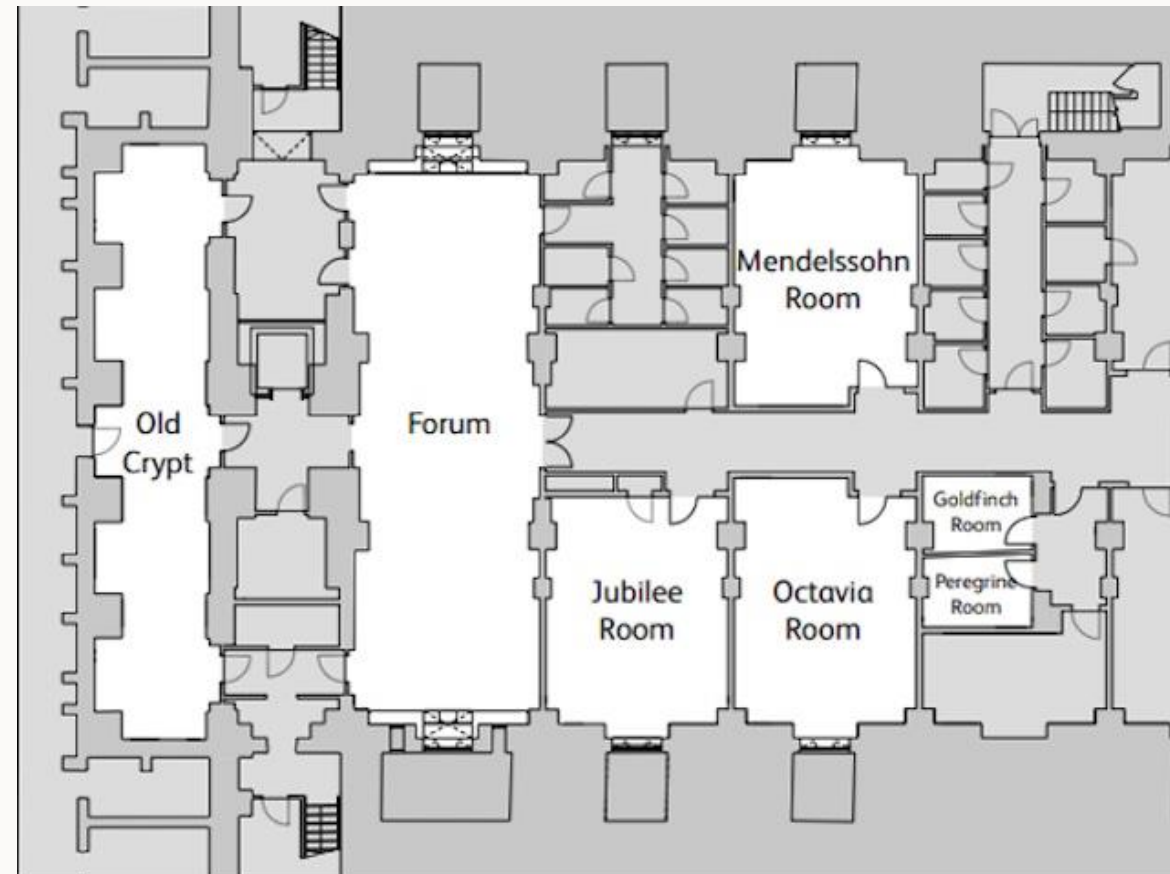 Old
Crypt
Forum
Mendelssohn
Room
Jubilee
Room
Octavia
Room
Goldfinch
Room
Peregrine
Room